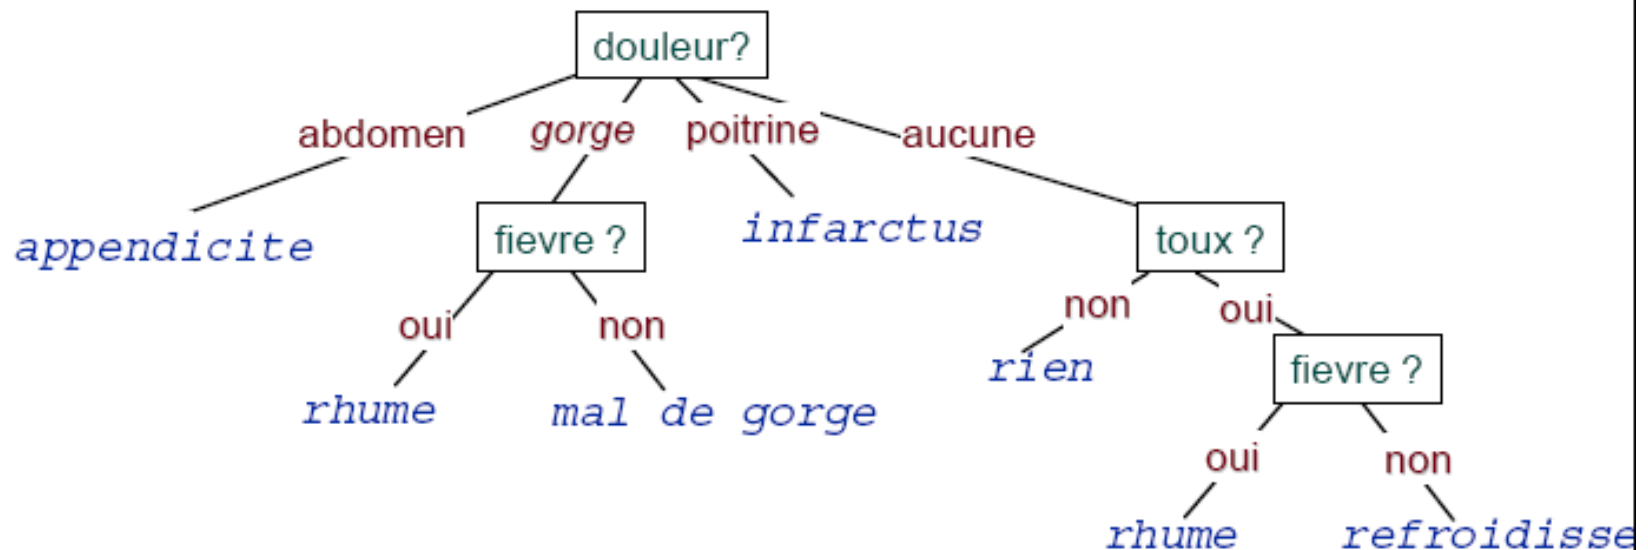 douleur?
abdomen gorge poitrine aucune
appendicite fievre ? infarctus toux ?
oui non non oui
rien fievre ?
rhume mal de gorge
oui non
rhume refroidisse